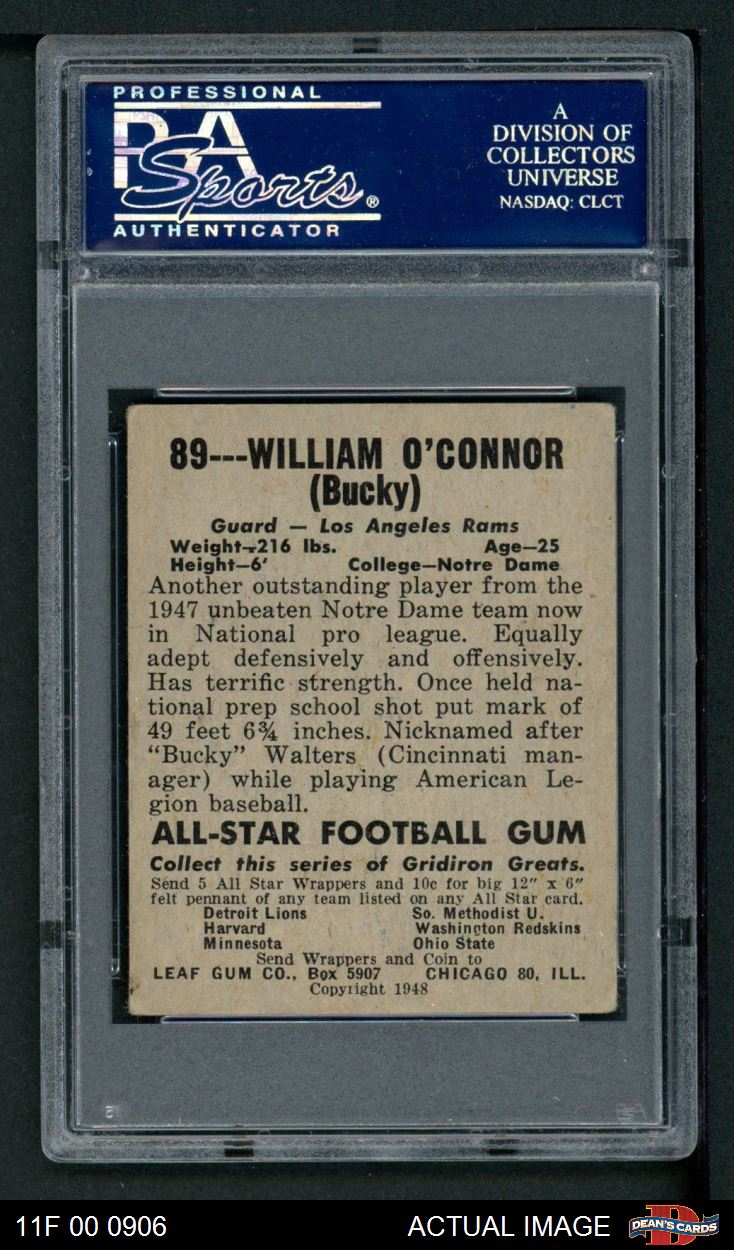 PROFESSIONAL
PSA
Sports®
AUTHENTICATOR
A
DIVISION OF
COLLECTORS
UNIVERSE
NASDAQ: CLCT
89---WILLIAM O'CONNOR
(Bucky)
Guard — Los Angeles Rams
Weight—216 lbs. Age—25
Height—6' College—Notre Dame
Another outstanding player from the
1947 unbeaten Notre Dame team now
in National pro league. Equally
adept defensively and offensively.
Has terrific strength. Once held na-
tional prep school shot put mark of
49 feet 6¾ inches. Nicknamed after
"Bucky" Walters (Cincinnati man-
ager) while playing American Le-
gion baseball.
ALL-STAR FOOTBALL GUM
Collect this series of Gridiron Greats.
Send 5 All Star Wrappers and 10c for big 12" x 6"
felt pennant of any team listed on any All Star card.
Detroit Lions So. Methodist U.
Harvard Washington Redskins
Minnesota Ohio State
Send Wrappers and Coin to
LEAF GUM CO., Box 5907 CHICAGO 80, ILL.
Copyright 1948
11F 00 0906 ACTUAL IMAGE DEAN'S CARDS